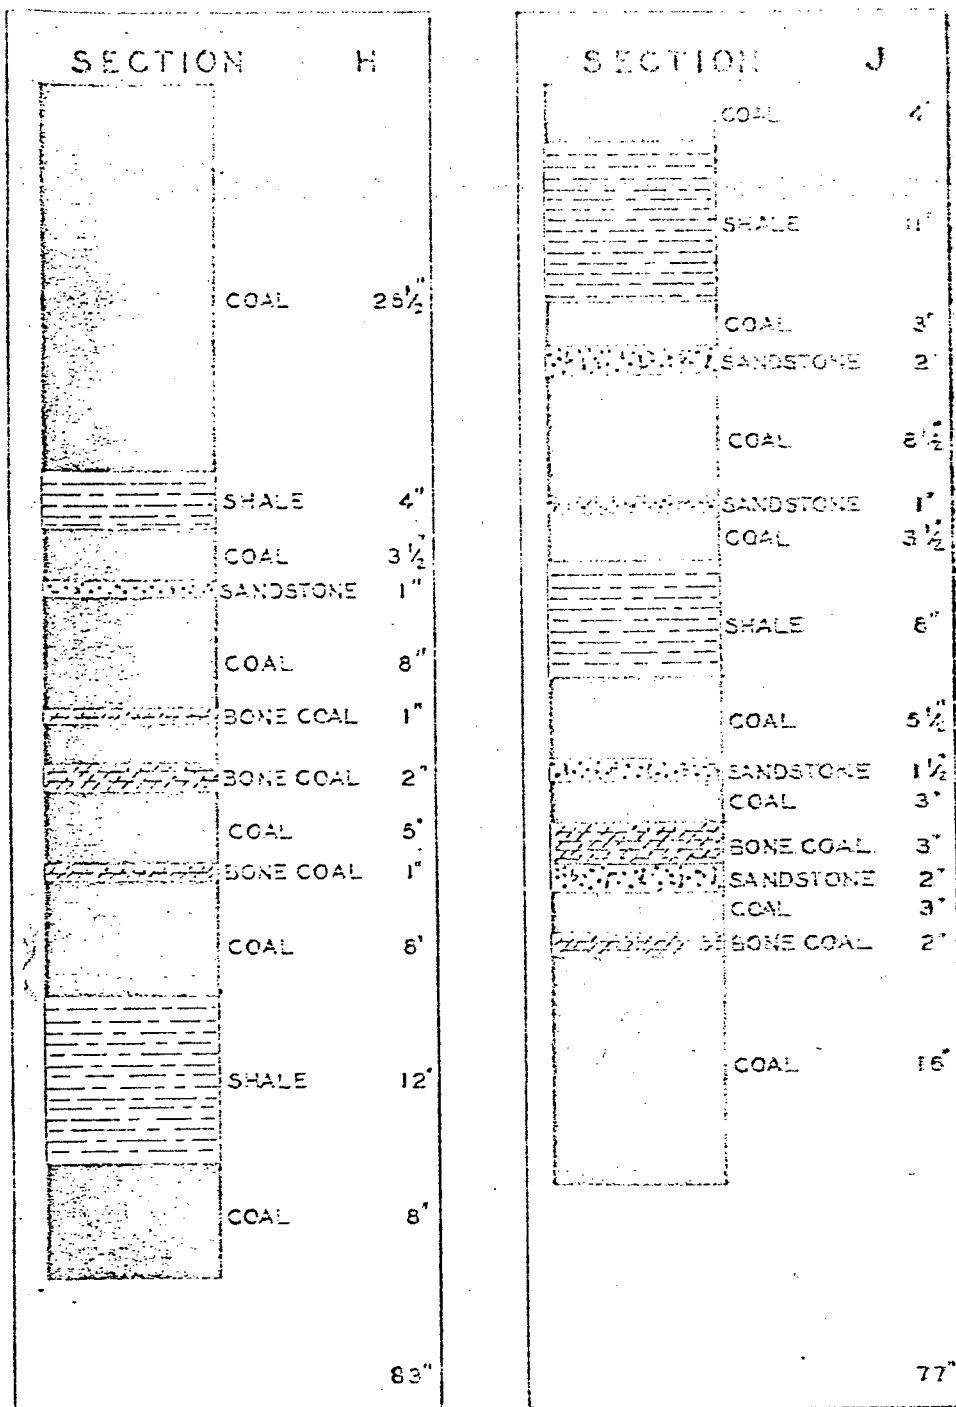 SECTION H
COAL 26½"
SHALE 4"
COAL 3½"
SANDSTONE 1"
COAL 8"
BONE COAL 1"
BONE COAL 2"
COAL 5"
BONE COAL 1"
COAL 8"
SHALE 12"
COAL 8"
83"
SECTION J
COAL 4"
SHALE 11"
COAL 3"
SANDSTONE 2"
COAL 8½"
SANDSTONE 1"
COAL 3½"
SHALE 8"
COAL 5½"
SANDSTONE 1½"
COAL 3"
BONE COAL 3"
SANDSTONE 2"
COAL 3"
BONE COAL 2"
COAL 16"
77"